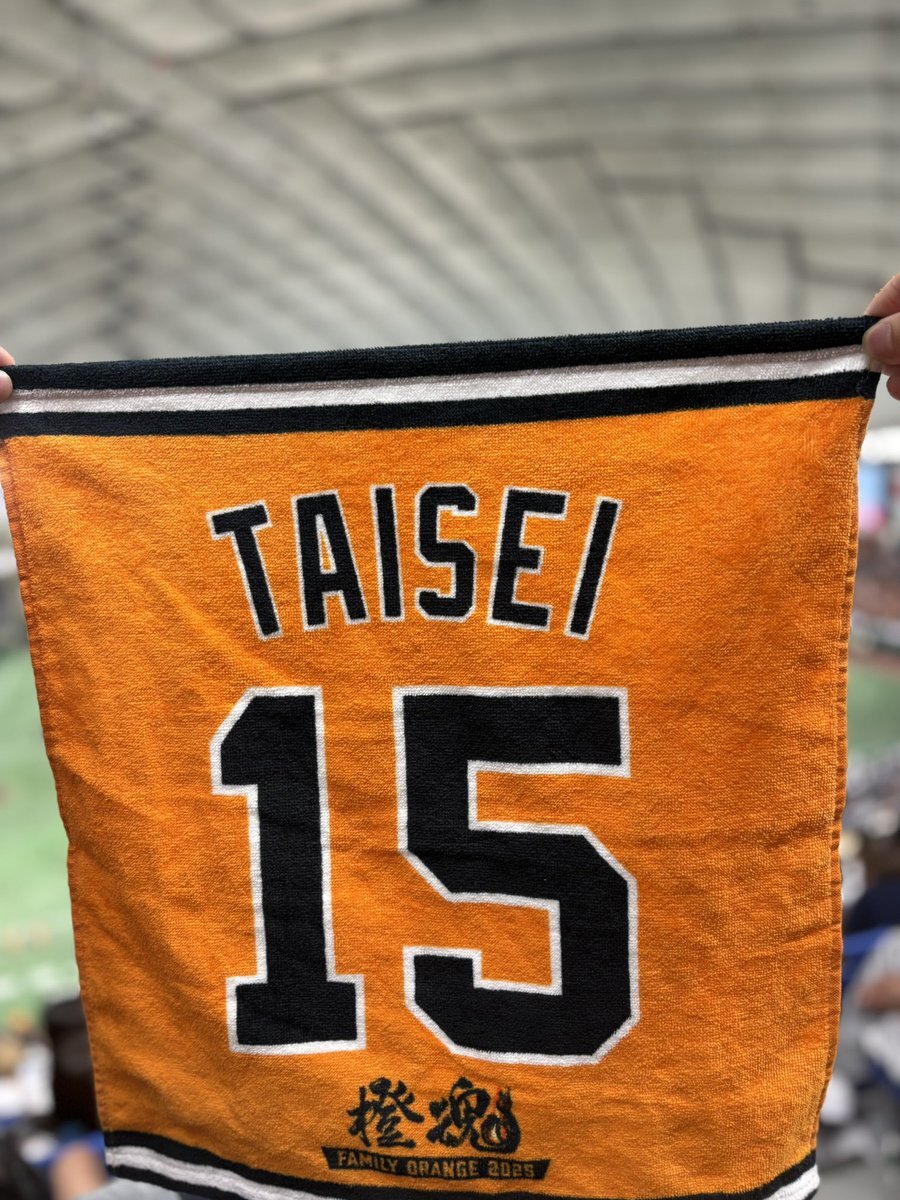 TAISEI
15
橙魂
FAMILY ORANGE 2025